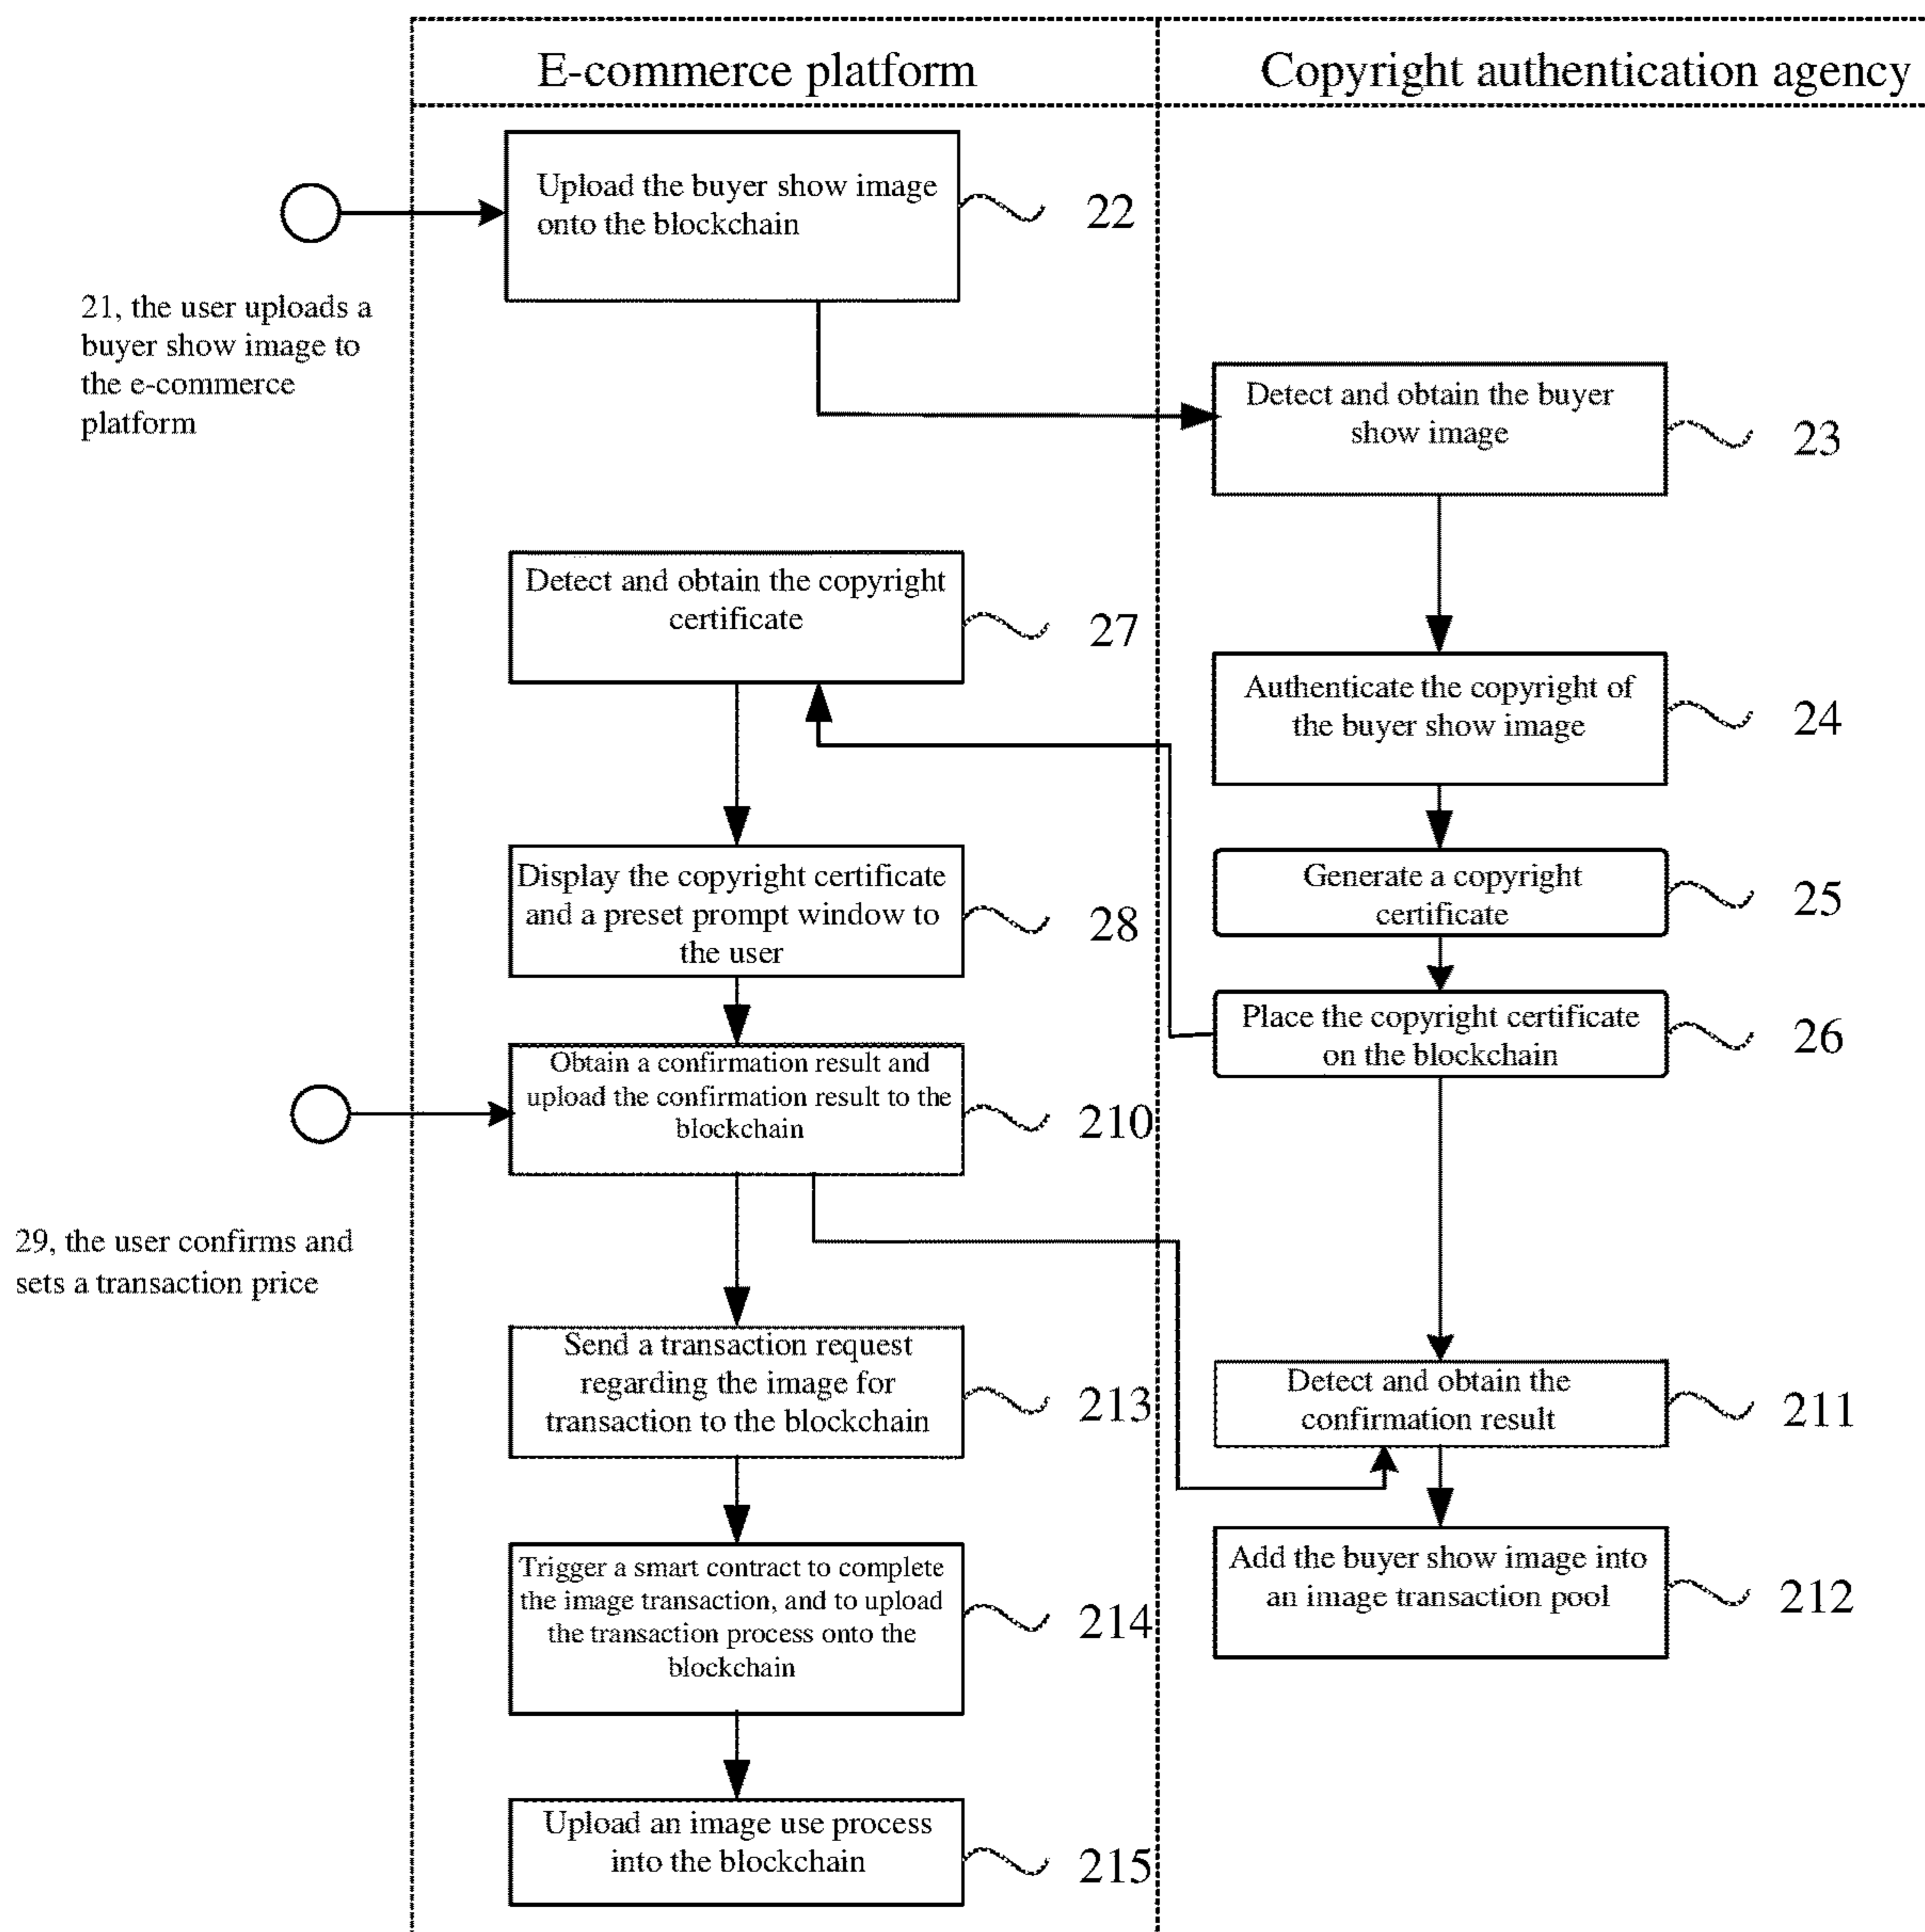 E-commerce platform
Copyright authentication agency
Upload the buyer show image
onto the blockchain
22
21, the user uploads a
buyer show image to
the e-commerce
platform
Detect and obtain the buyer
show image
23
Detect and obtain the copyright
certificate
27
Authenticate the copyright of
the buyer show image
24
Display the copyright certificate
and a preset prompt window to
the user
28
Generate a copyright
certificate
25
Place the copyright certificate
on the blockchain
26
Obtain a confirmation result and
upload the confirmation result to the
blockchain
210
29, the user confirms and
sets a transaction price
Send a transaction request
regarding the image for
transaction to the blockchain
213
Detect and obtain the
confirmation result
211
Trigger a smart contract to complete
the image transaction, and to upload
the transaction process onto the
blockchain
214
Add the buyer show image into
an image transaction pool
212
Upload an image use process
into the blockchain
215